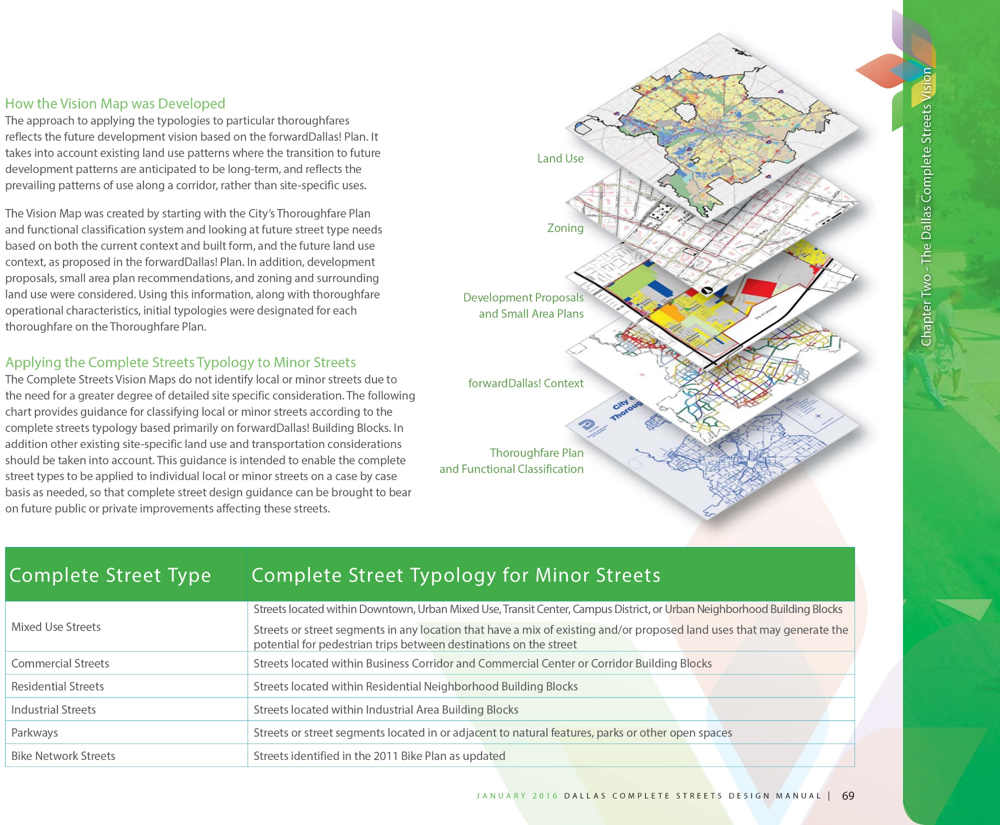 How the Vision Map was Developed
The approach to applying the typologies to particular thoroughfares
reflects the future development vision based on the forwardDallas! Plan. It
takes into account existing land use patterns where the transition to future
development patterns are anticipated to be long-term, and reflects the
prevailing patterns of use along a corridor, rather than site-specific uses.
The Vision Map was created by starting with the City's Thoroughfare Plan
and functional classification system and looking at future street type needs
based on both the current context and built form, and the future land use
context, as proposed in the forwardDallas! Plan. In addition, development
proposals, small area plan recommendations, and zoning and surrounding
land use were considered. Using this information, along with thoroughfare
operational characteristics, initial typologies were designated for each
thoroughfare on the Thoroughfare Plan.
Applying the Complete Streets Typology to Minor Streets
The Complete Streets Vision Maps do not identify local or minor streets due to
the need for a greater degree of detailed site specific consideration. The following
chart provides guidance for classifying local or minor streets according to the
complete streets typology based primarily on forwardDallas! Building Blocks. In
addition other existing site-specific land use and transportation considerations
should be taken into account. This guidance is intended to enable the complete
street types to be applied to individual local or minor streets on a case by case
basis as needed, so that complete street design guidance can be brought to bear
on future public or private improvements affecting these streets.
Land Use
Zoning
Development Proposals
and Small Area Plans
forwardDallas! Context
Thoroughfare Plan
and Functional Classification
City of Lancaster
Complete Street Type
Complete Street Typology for Minor Streets
Mixed Use Streets
Streets located within Downtown, Urban Mixed Use, Transit Center, Campus District, or Urban Neighborhood Building Blocks
Streets or street segments in any location that have a mix of existing and/or proposed land uses that may generate the
potential for pedestrian trips between destinations on the street
Commercial Streets
Streets located within Business Corridor and Commercial Center or Corridor Building Blocks
Residential Streets
Streets located within Residential Neighborhood Building Blocks
Industrial Streets
Streets located within Industrial Area Building Blocks
Parkways
Streets or street segments located in or adjacent to natural features, parks or other open spaces
Bike Network Streets
Streets identified in the 2011 Bike Plan as updated
JANUARY 2016 DALLAS COMPLETE STREETS DESIGN MANUAL | 69
Chapter Two - The Dallas Complete Streets Vision